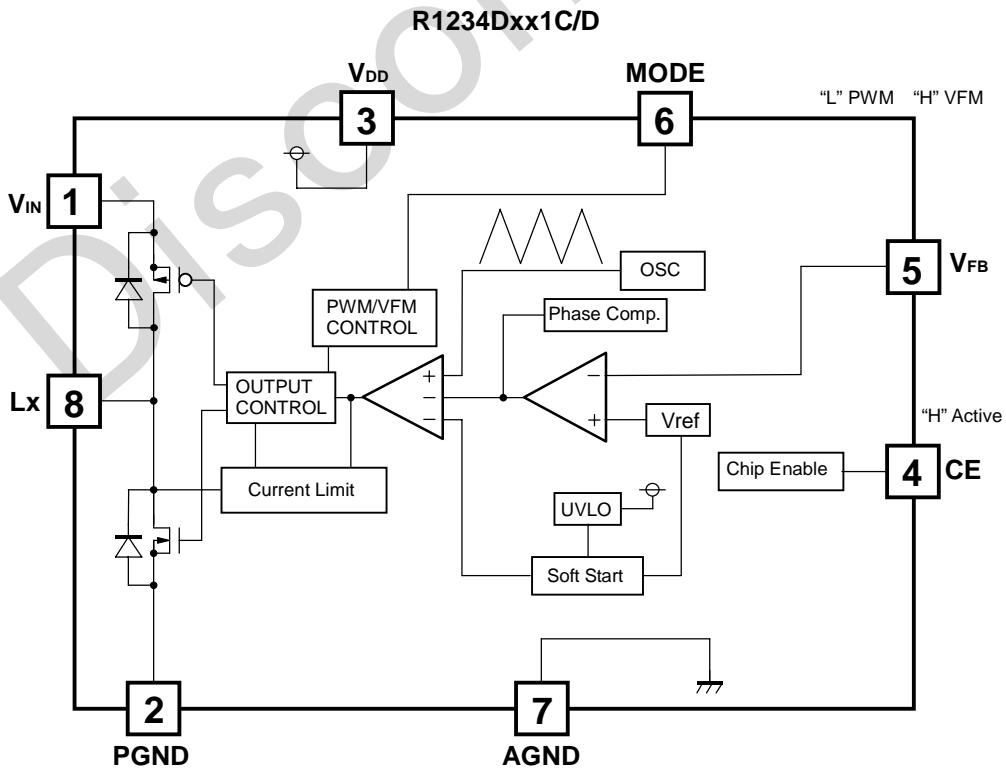 R1234Dxx1C/D
VDD
MODE
"L" PWM "H" VFM
3
6
VIN 1
OSC
5 VFB
PWM/VFM
CONTROL
Phase Comp.
+
−
−
−
+
Lx 8
OUTPUT
CONTROL
Vref
"H" Active
Chip Enable
4 CE
Current Limit
UVLO
Soft Start
2
7
PGND
AGND